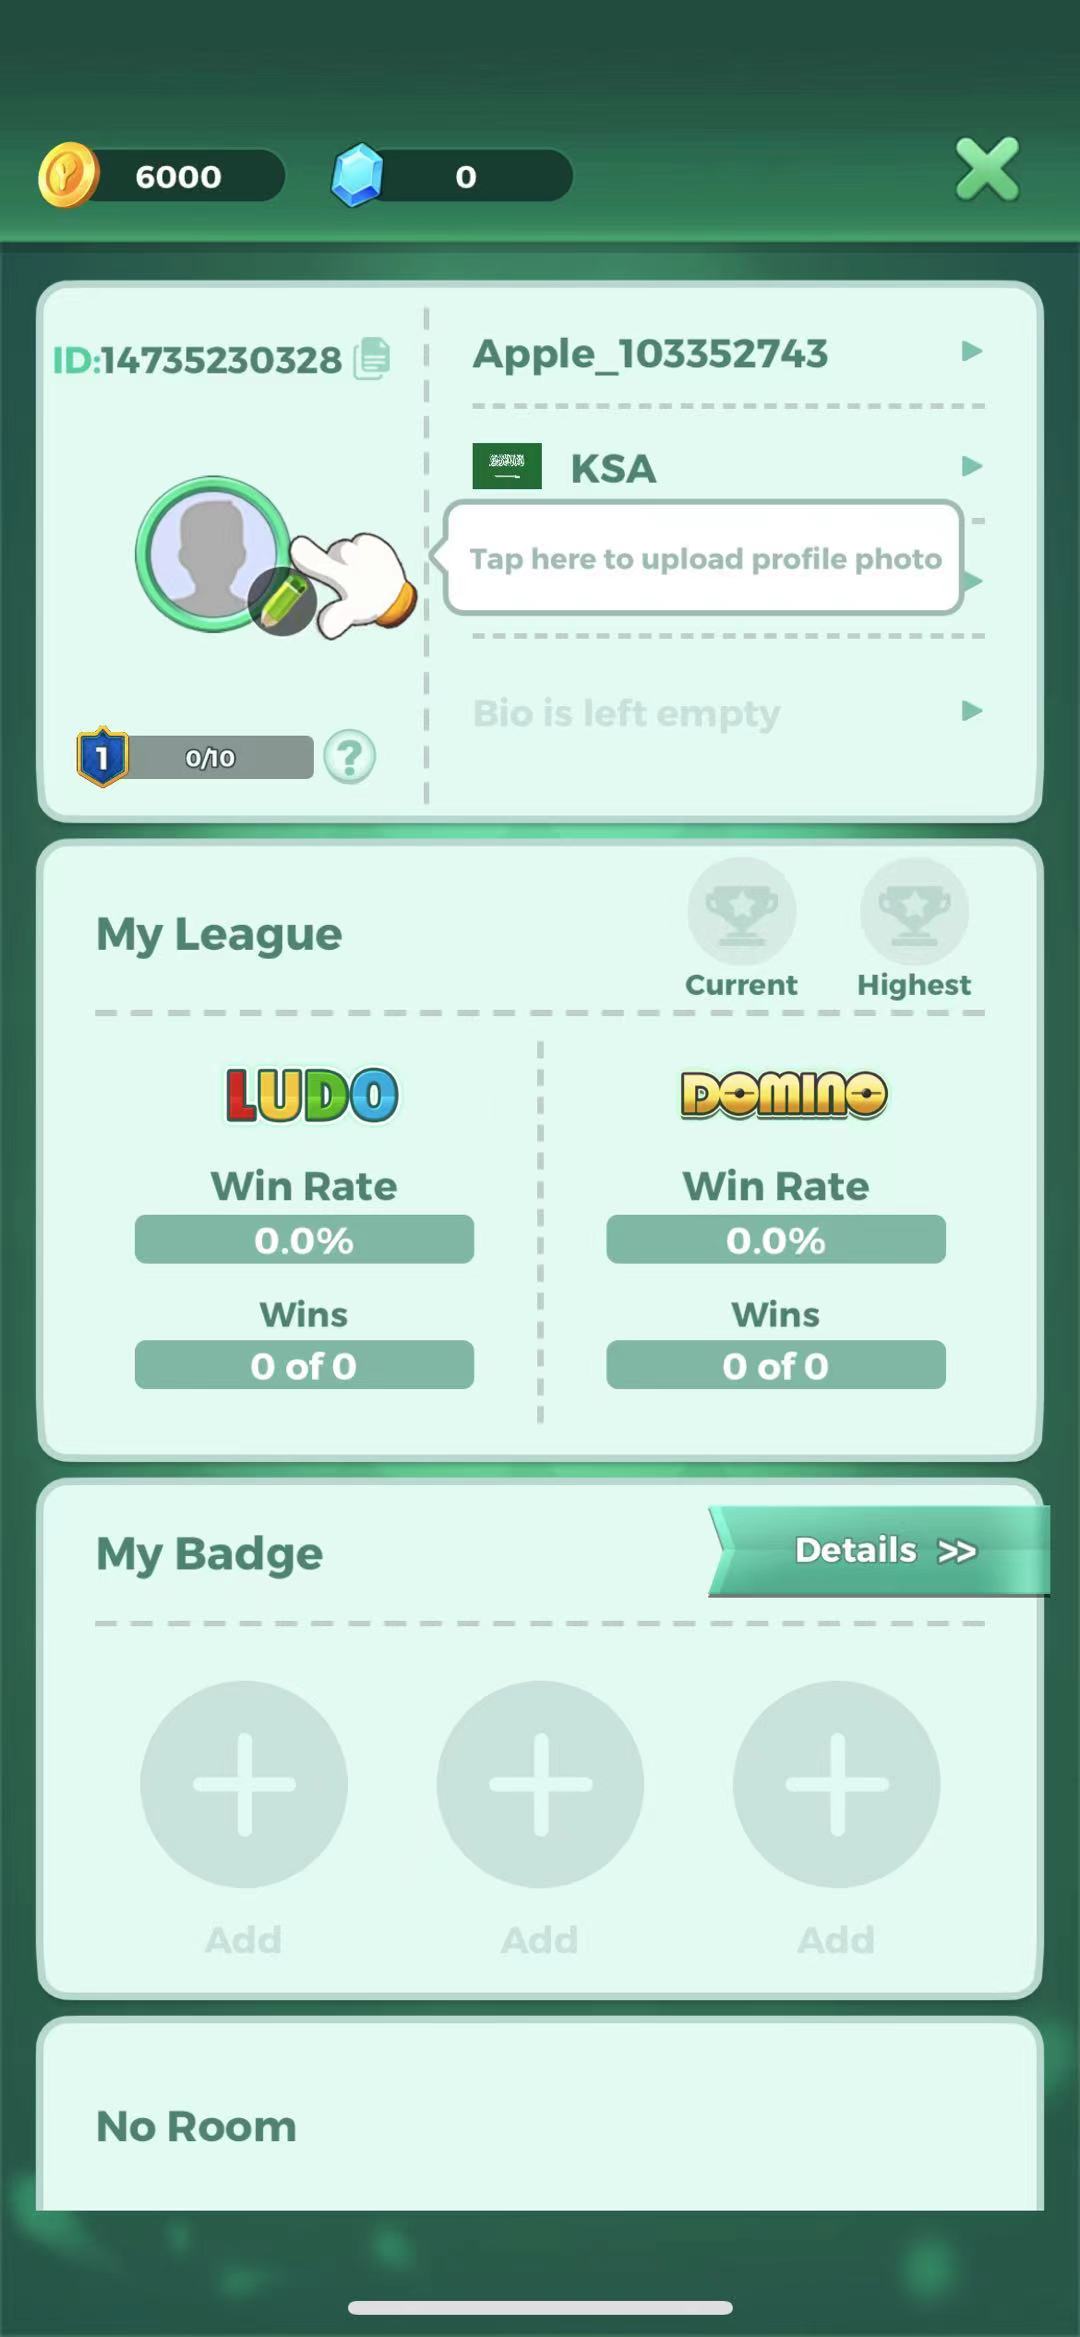 6000
0
ID:14735230328
Apple_103352743
KSA
Tap here to upload profile photo
Bio is left empty
1
0/10
?
My League
Current
Highest
LUDO
DOMINO
Win Rate
Win Rate
0.0%
0.0%
Wins
Wins
0 of 0
0 of 0
My Badge
Details >>
Add
Add
Add
No Room